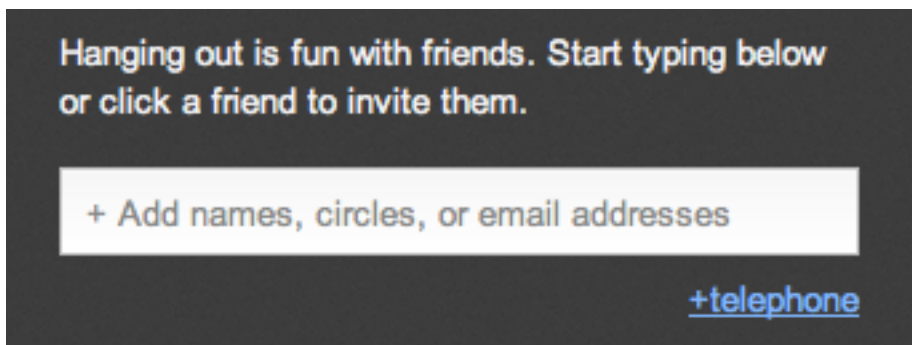 Hanging out is fun with friends. Start typing below
or click a friend to invite them.
+ Add names, circles, or email addresses
+telephone